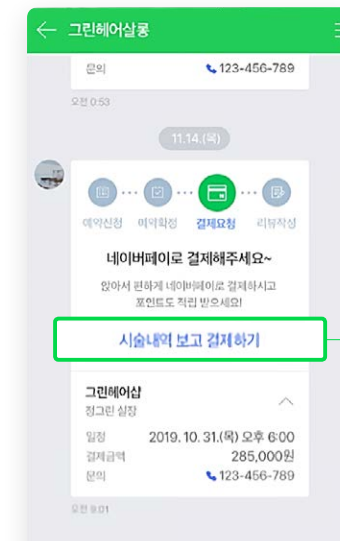 그린헤어살롱
문의 123-456-789
오전 0:53
11.14.(목)
예약신청 예약확정 결제요청 리뷰작성
네이버페이로 결제해주세요~
앉아서 편하게 네이버페이로 결제하시고
포인트도 적립 받으세요!
시술내역 보고 결제하기
그린헤어샵
정그린 실장
일정 2019. 10. 31.(목) 오후 6:00
결제금액 285,000원
문의 123-456-789
오전 9:01